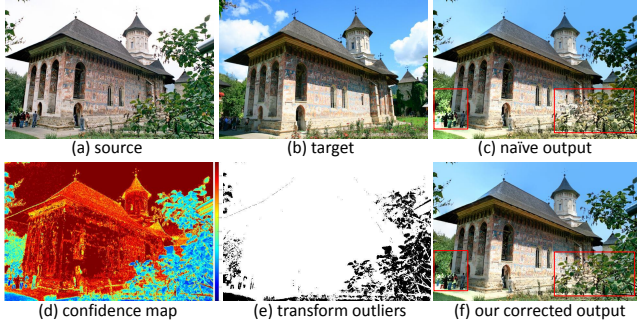 (a) source
(b) target
(c) naïve output
(d) confidence map
(e) transform outliers
(f) our corrected output